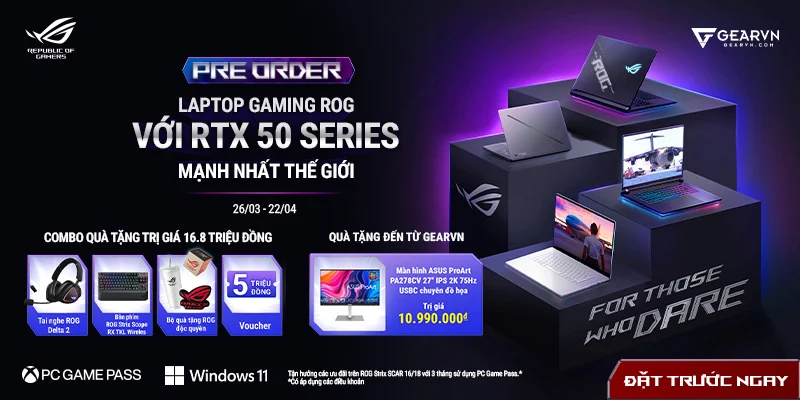 REPUBLIC OF
GAMERS
GEARVN
GEARVN.COM
PRE ORDER
LAPTOP GAMING ROG
VỚI RTX 50 SERIES
MẠNH NHẤT THẾ GIỚI
26/03 - 22/04
COMBO QUÀ TẶNG TRỊ GIÁ 16.8 TRIỆU ĐỒNG
Tai nghe ROG
Delta 2
Bàn phím
ROG Strix Scope
RX TKL Wireles
Bộ quà tặng ROG
độc quyền
5 TRIỆU
ĐỒNG
Voucher
QUÀ TẶNG ĐẾN TỪ GEARVN
ProArt
Màn hình ASUS ProArt
PA278CV 27" IPS 2K 75Hz
USBC chuyên đồ họa
Trị giá
10.990.000đ
ROG
FOR THOSE
WHO DARE
PC GAME PASS
Windows 11
Tận hưởng các ưu đãi trên ROG Strix SCAR 16/18 với 3 tháng sử dụng PC Game Pass.*
*Có áp dụng các điều khoản
ĐẶT TRƯỚC NGAY